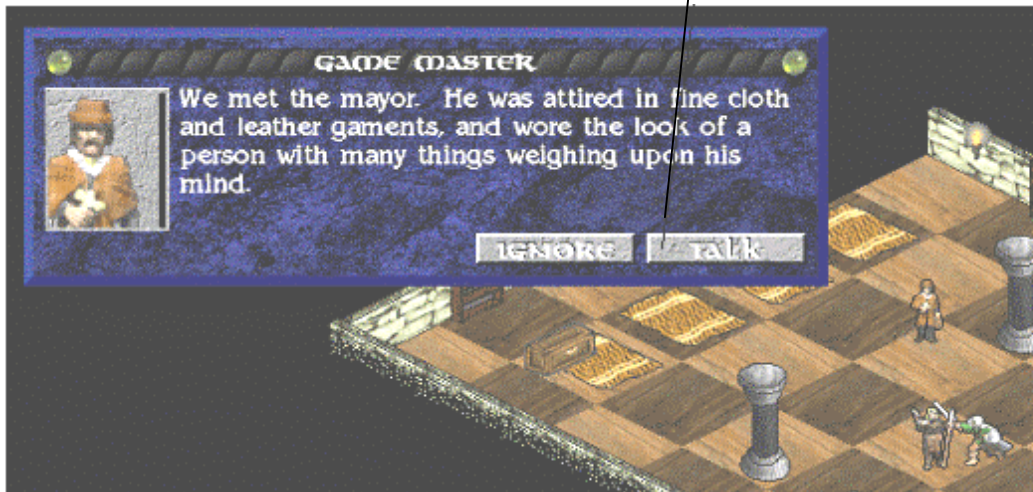 GAME MASTER
We met the mayor. He was attired in fine cloth
and leather gaments, and wore the look of a
person with many things weighing upon his
mind.
IGNORE TALK